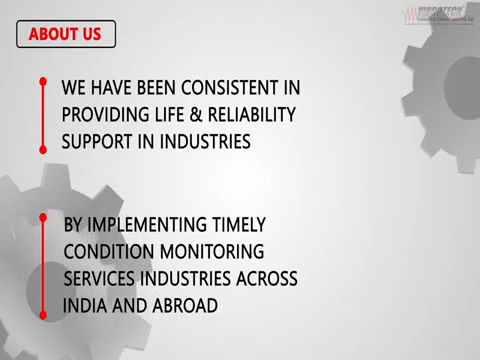 ABOUT US
VIBROTECH
WE HAVE BEEN CONSISTENT IN
PROVIDING LIFE & RELIABILITY
SUPPORT IN INDUSTRIES
BY IMPLEMENTING TIMELY
CONDITION MONITORING
SERVICES INDUSTRIES ACROSS
INDIA AND ABROAD